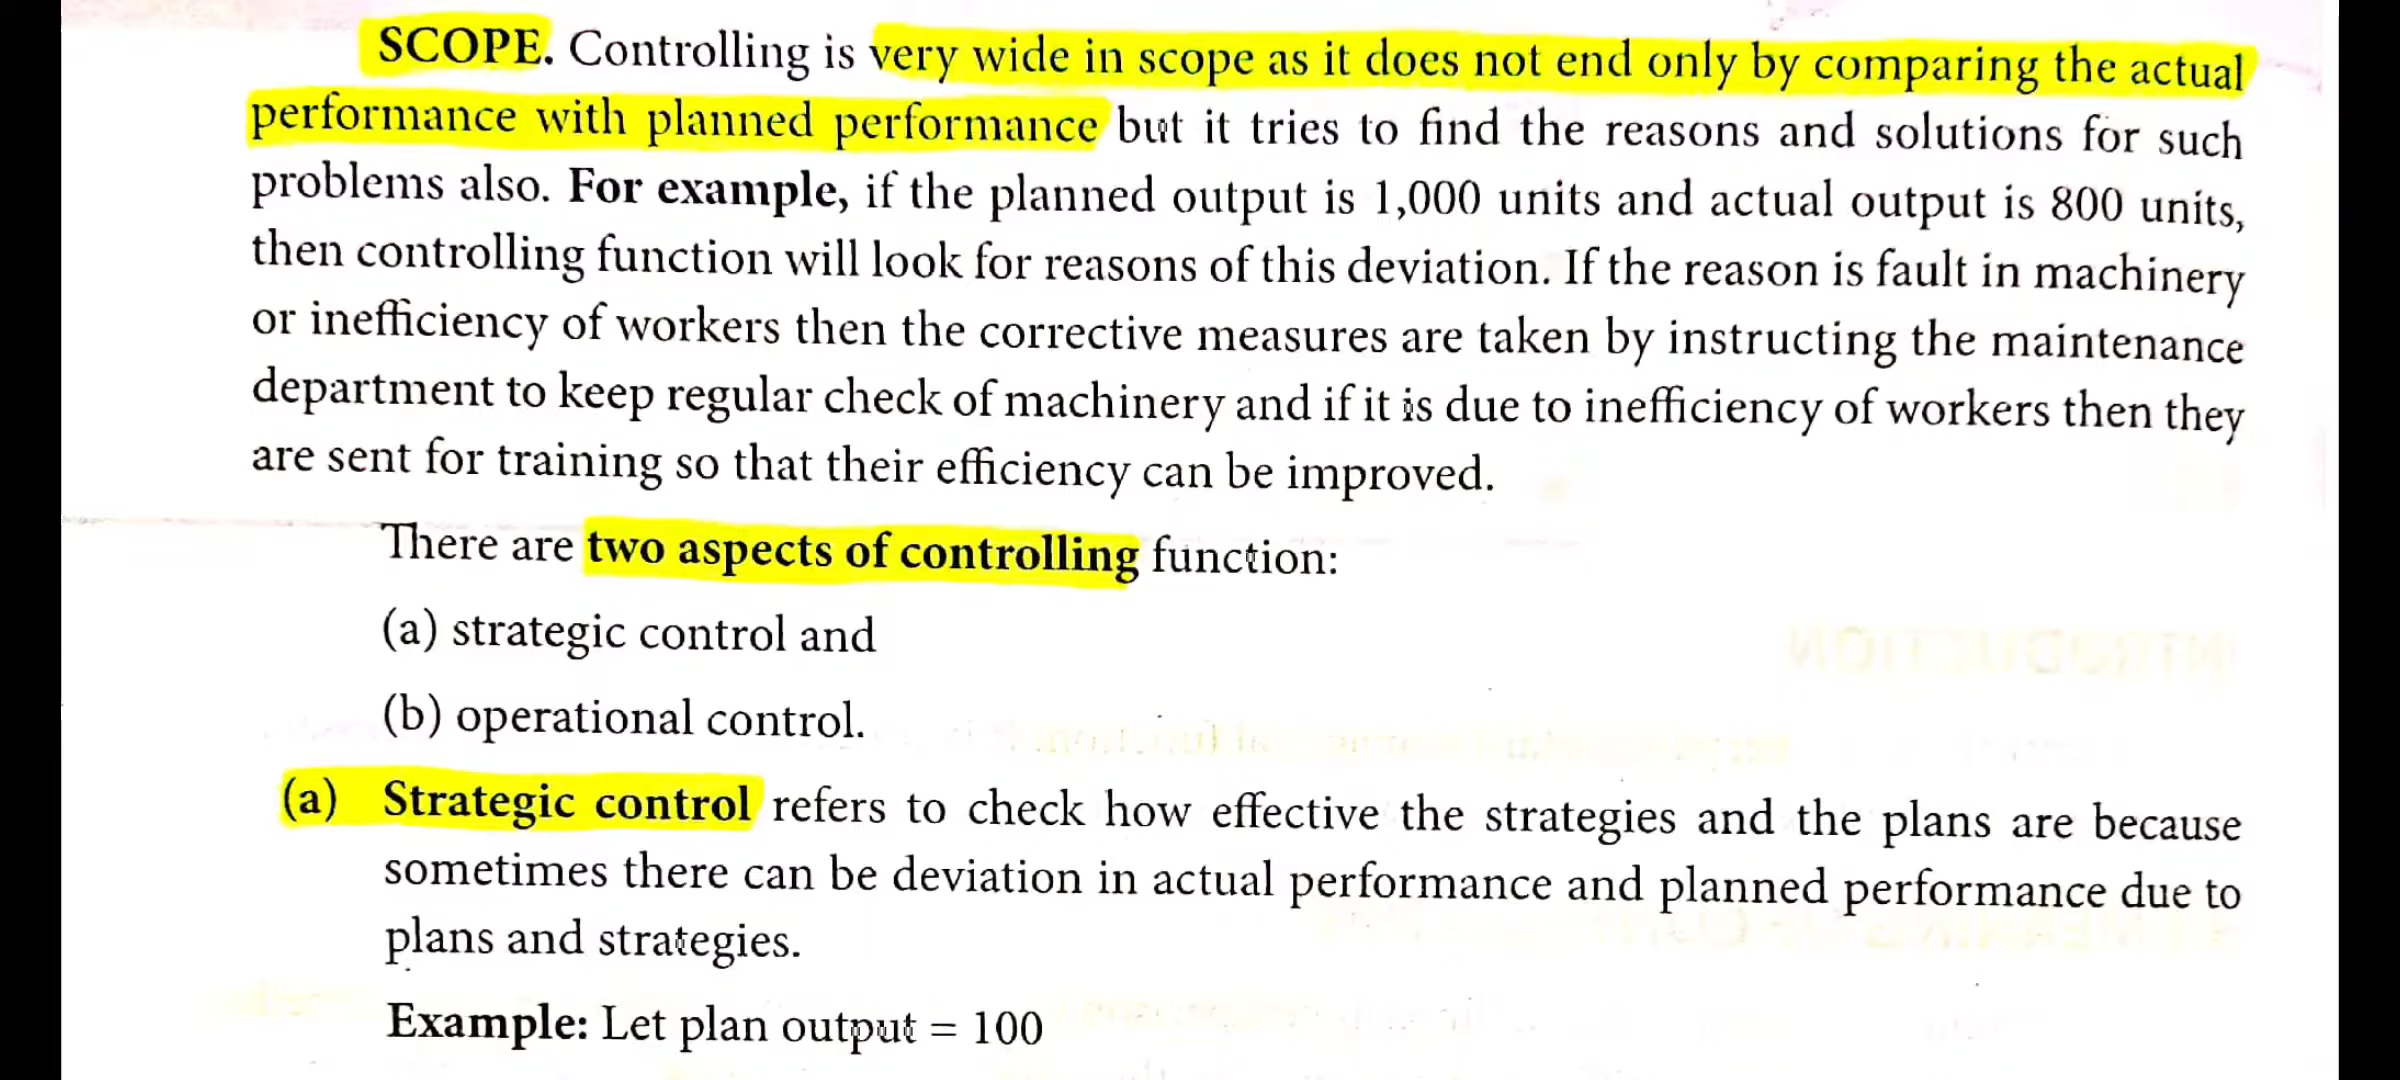 SCOPE. Controlling is very wide in scope as it does not end only by comparing the actual
performance with planned performance but it tries to find the reasons and solutions for such
problems also. For example, if the planned output is 1,000 units and actual output is 800 units,
then controlling function will look for reasons of this deviation. If the reason is fault in machinery
or inefficiency of workers then the corrective measures are taken by instructing the maintenance
department to keep regular check of machinery and if it is due to inefficiency of workers then they
are sent for training so that their efficiency can be improved.
There are two aspects of controlling function:
(a) strategic control and
(b) operational control.
(a) Strategic control refers to check how effective the strategies and the plans are because
sometimes there can be deviation in actual performance and planned performance due to
plans and strategies.
Example: Let plan output = 100